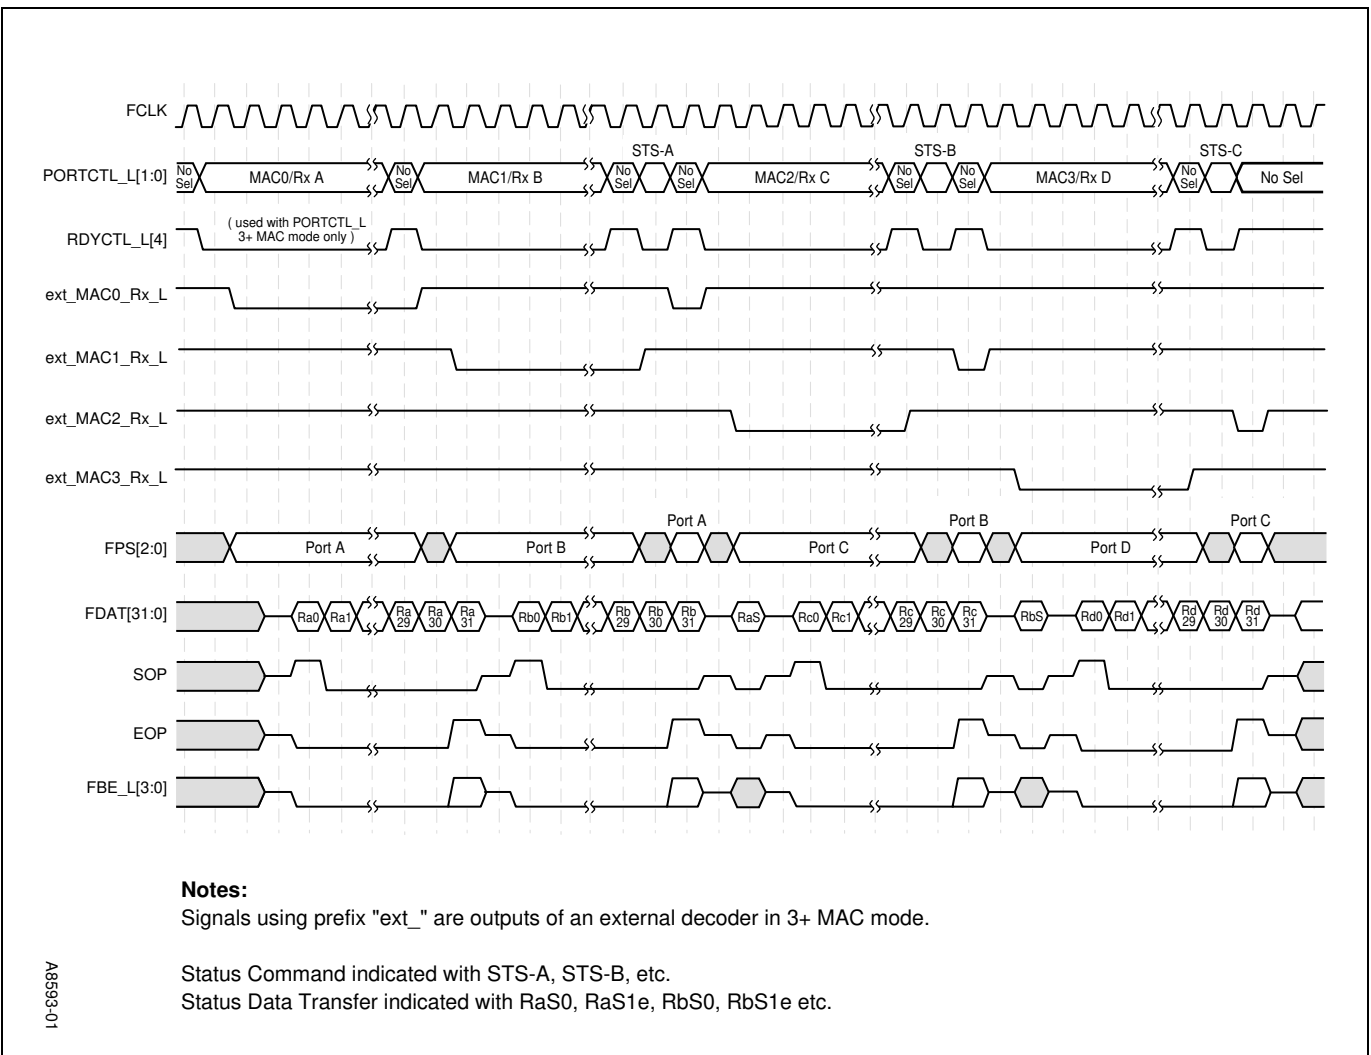 FCLK
STS-A STS-B STS-C
PORTCTL_L[1:0] No Sel MAC0/Rx A No Sel MAC1/Rx B No Sel No Sel MAC2/Rx C No Sel No Sel MAC3/Rx D No Sel No Sel
RDYCTL_L[4] ( used with PORTCTL_L
3+ MAC mode only )
ext_MAC0_Rx_L
ext_MAC1_Rx_L
ext_MAC2_Rx_L
ext_MAC3_Rx_L
Port A Port B Port C
FPS[2:0] Port A Port B Port C Port D
FDAT[31:0] Ra0 Ra1 Ra 29 Ra 30 Ra 31 Rb0 Rb1 Rb 29 Rb 30 Rb 31 RaS Rc0 Rc1 Rc 29 Rc 30 Rc 31 RbS Rd0 Rd1 Rd 29 Rd 30 Rd 31
SOP
EOP
FBE_L[3:0]
Notes:
Signals using prefix "ext_" are outputs of an external decoder in 3+ MAC mode.
Status Command indicated with STS-A, STS-B, etc.
Status Data Transfer indicated with RaS0, RaS1e, RbS0, RbS1e etc.
A8593-01